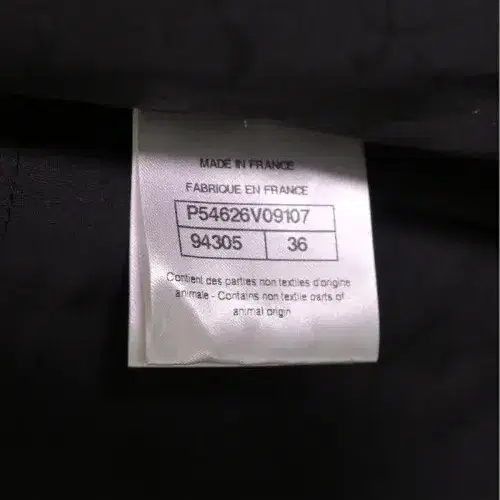 MADE IN FRANCE
FABRIQUE EN FRANCE
P54626V09107
94305 36
Contient des parties non textiles d'origine
animale - Contains non textile parts of
animal origin